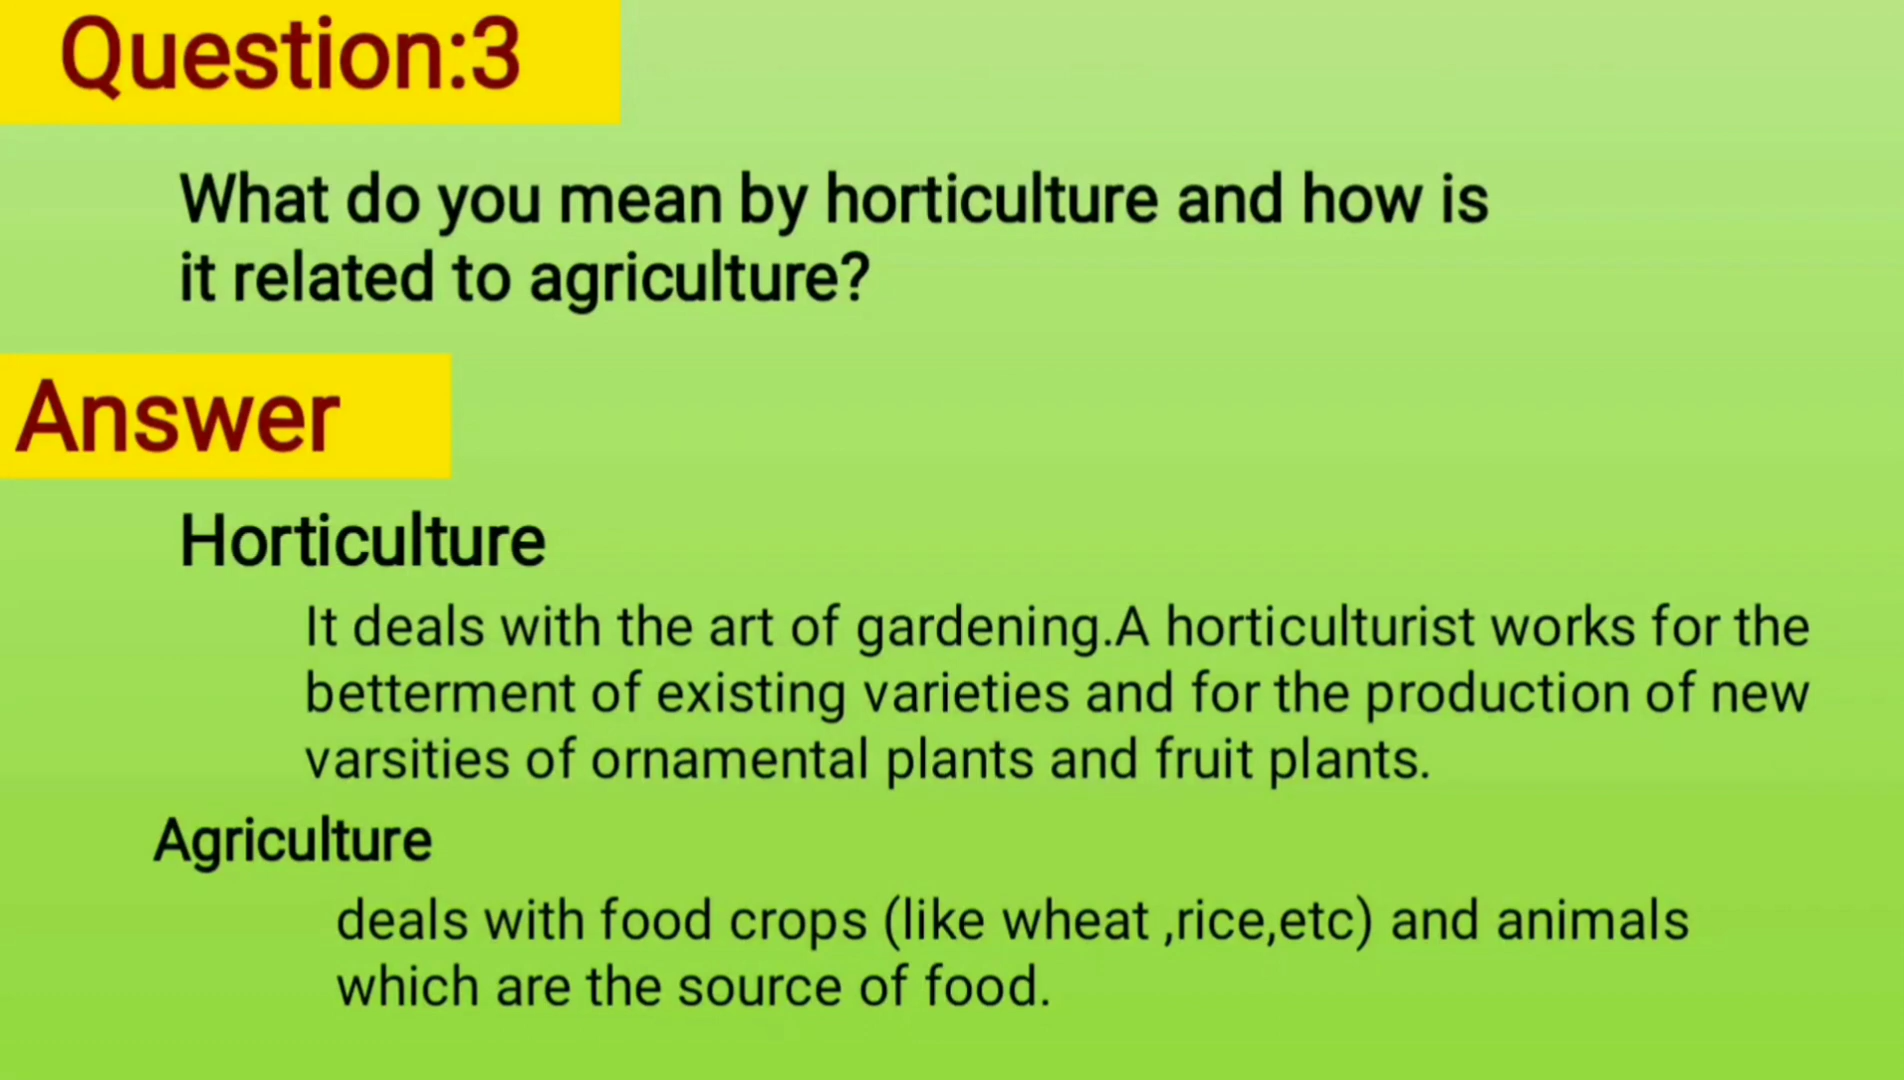 Question:3
What do you mean by horticulture and how is
it related to agriculture?
Answer
Horticulture
It deals with the art of gardening.A horticulturist works for the
betterment of existing varieties and for the production of new
varsities of ornamental plants and fruit plants.
Agriculture
deals with food crops (like wheat ,rice,etc) and animals
which are the source of food.